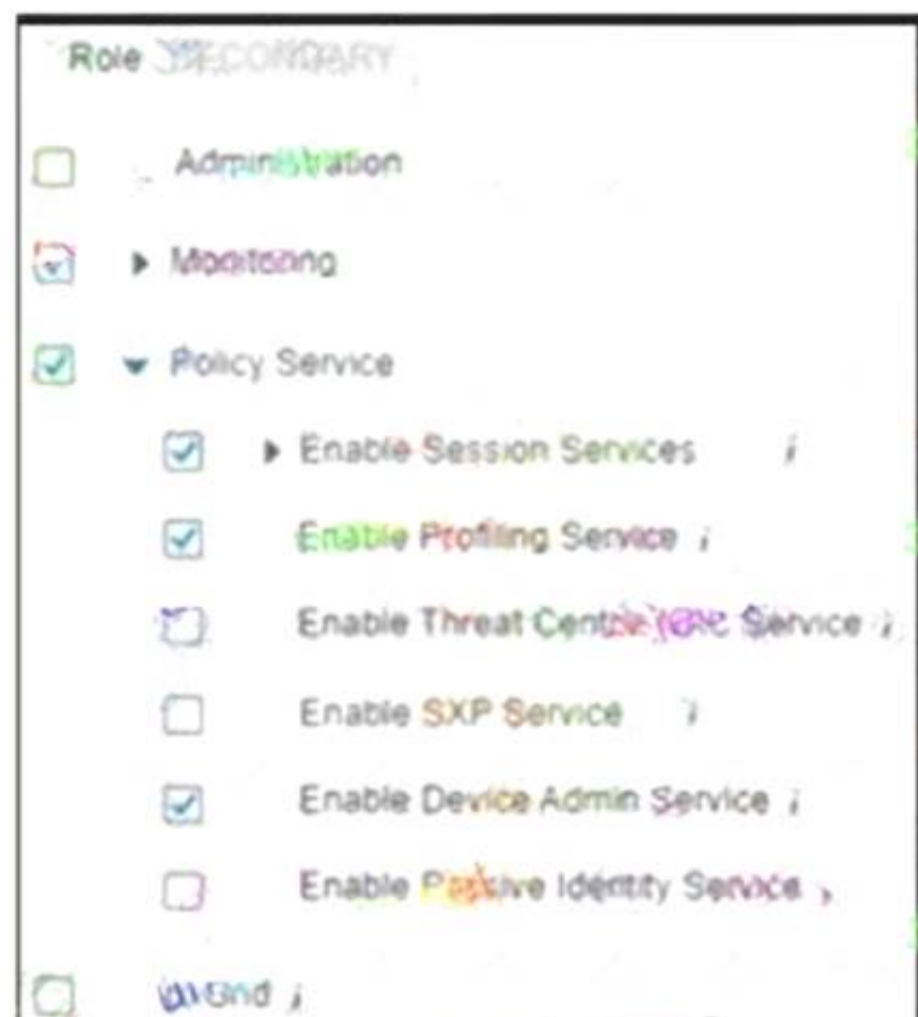 Role SECONDARY
Administration
Monitoring
Policy Service
Enable Session Services i
Enable Profiling Service i
Enable Threat Service i
Enable SXP Service i
Enable Device Admin Service i
Enable Passive Identity Service
i